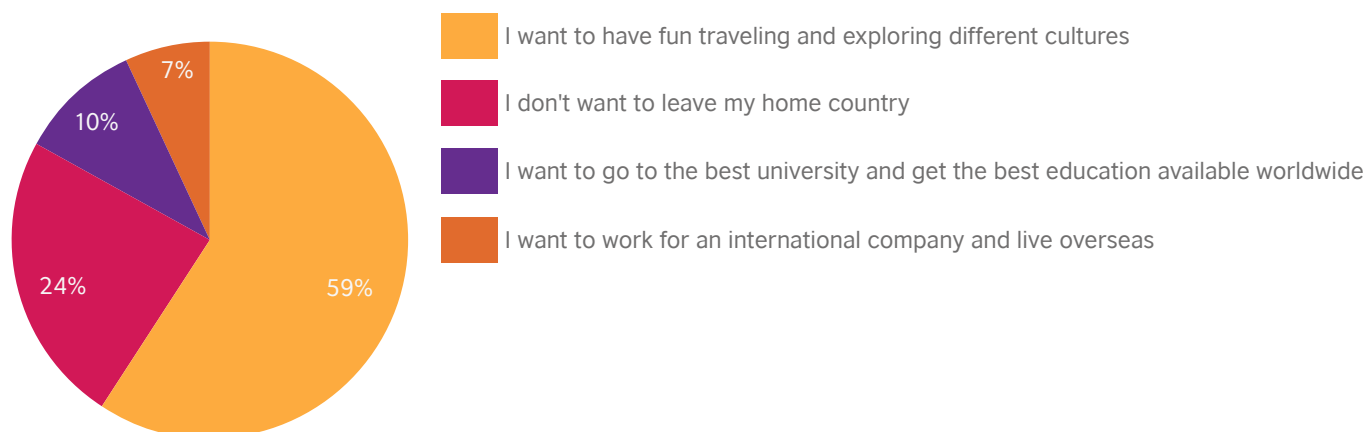 7%
10%
24%
59%
I want to have fun traveling and exploring different cultures
I don't want to leave my home country
I want to go to the best university and get the best education available worldwide
I want to work for an international company and live overseas